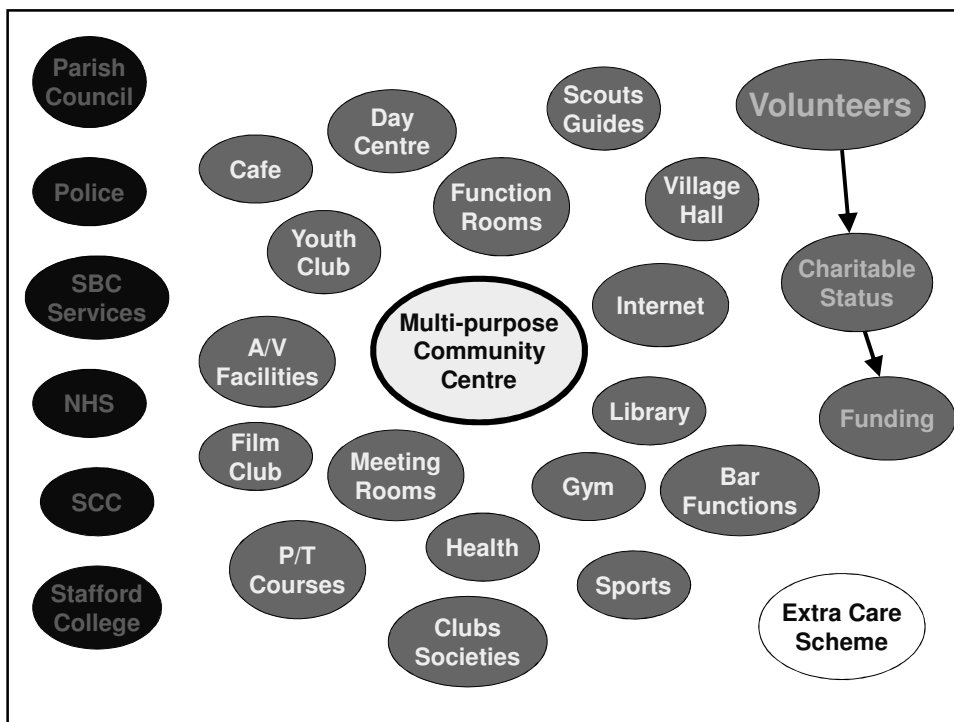 Parish
Council
Police
SBC
Services
NHS
SCC
Stafford
College
Cafe
Day
Centre
Scouts
Guides
Function
Rooms
Village
Hall
Youth
Club
Internet
Multi-purpose
Community
Centre
A/V
Facilities
Library
Film
Club
Meeting
Rooms
Gym
Bar
Functions
P/T
Courses
Health
Sports
Clubs
Societies
Volunteers
Charitable
Status
Funding
Extra Care
Scheme